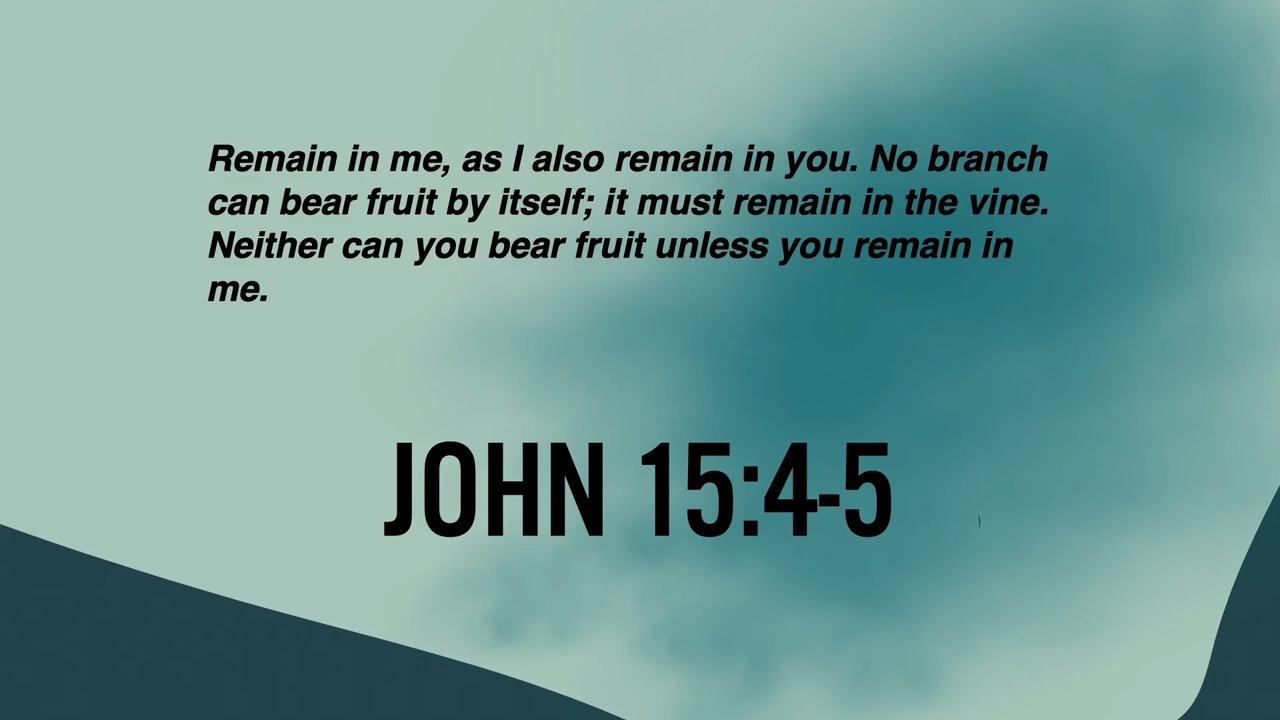 Remain in me, as I also remain in you. No branch
can bear fruit by itself; it must remain in the vine.
Neither can you bear fruit unless you remain in
me.
JOHN 15:4-5